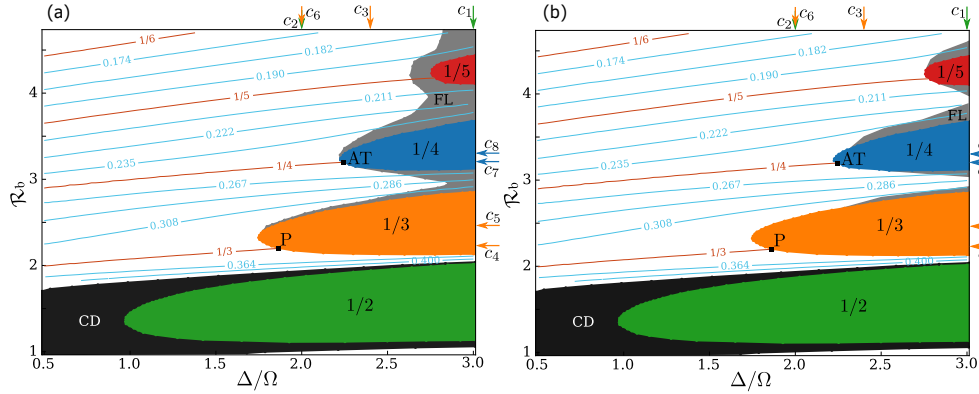 (a)
c₂ c₆ c₃ c₁
1/6
0.174
0.182
0.190
1/5
0.211
0.222
0.235
1/4
0.267
0.286
0.308
1/3
0.364
0.400
1/5
FL
1/4
AT
1/3
P
1/2
CD
c₈
c₇
c₅
c₄
4
3
2
1
ℛb
0.5 1.0 1.5 2.0 2.5 3.0
Δ/Ω
(b)
c₂ c₆ c₃ c₁
1/6
0.174
0.182
0.190
1/5
0.211
0.222
0.235
1/4
0.267
0.286
0.308
1/3
0.364
0.400
1/5
FL
1/4
AT
1/3
P
1/2
CD
4
3
2
1
ℛb
0.5 1.0 1.5 2.0 2.5 3.0
Δ/Ω